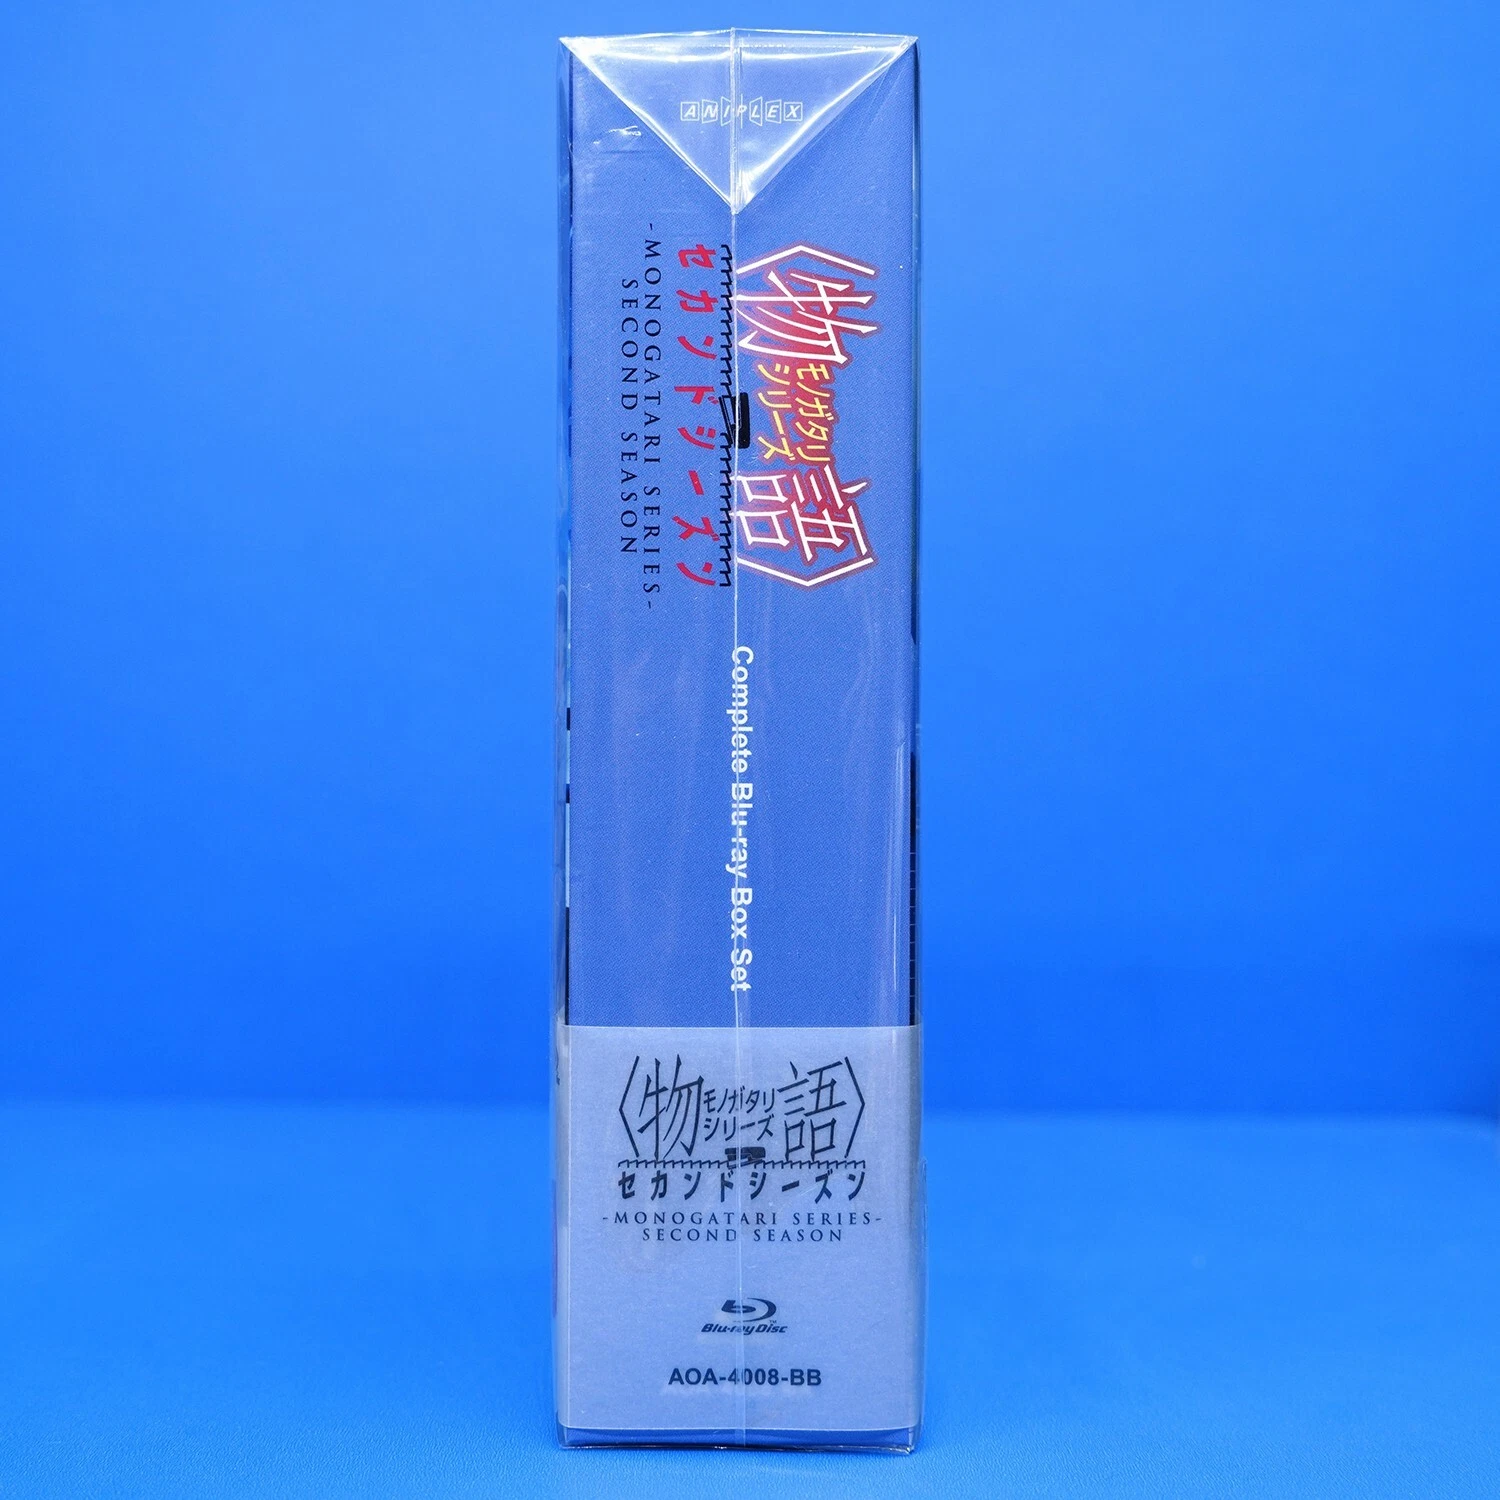 ANIPLEX
〈物語〉
モノガタリ
シリーズ
セカンドシーズン
-MONOGATARI SERIES-
SECOND SEASON
Complete Blu-ray Box Set
〈物語〉
モノガタリ
シリーズ
セカンドシーズン
-MONOGATARI SERIES-
SECOND SEASON
Blu-ray Disc
TM
AOA-4008-BB